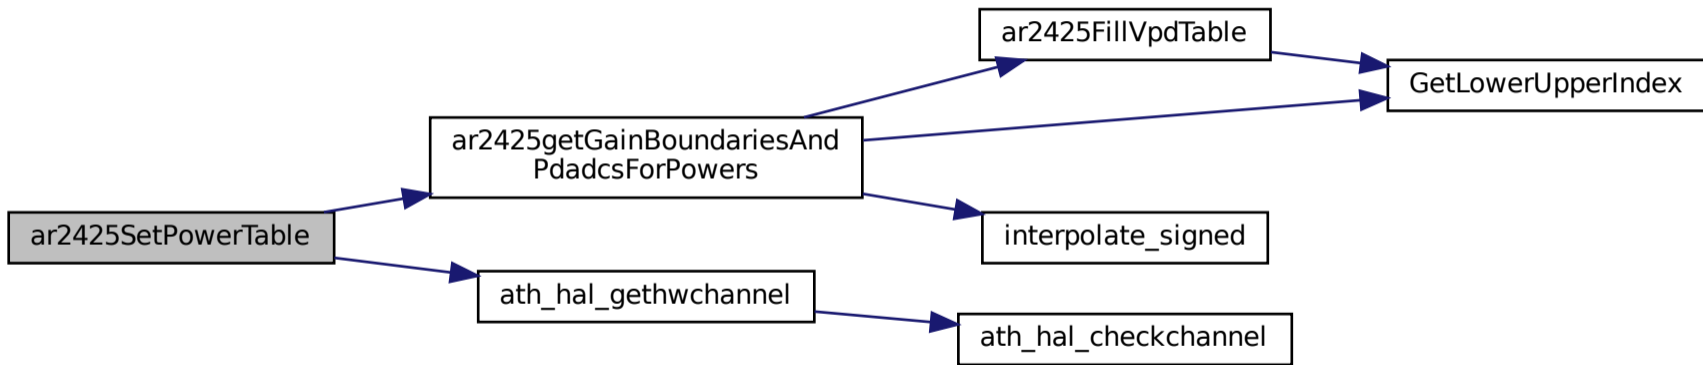 ar2425SetPowerTable
ar2425getGainBoundariesAnd
PdadcsForPowers
ath_hal_gethwchannel
ar2425FillVpdTable
GetLowerUpperIndex
interpolate_signed
ath_hal_checkchannel